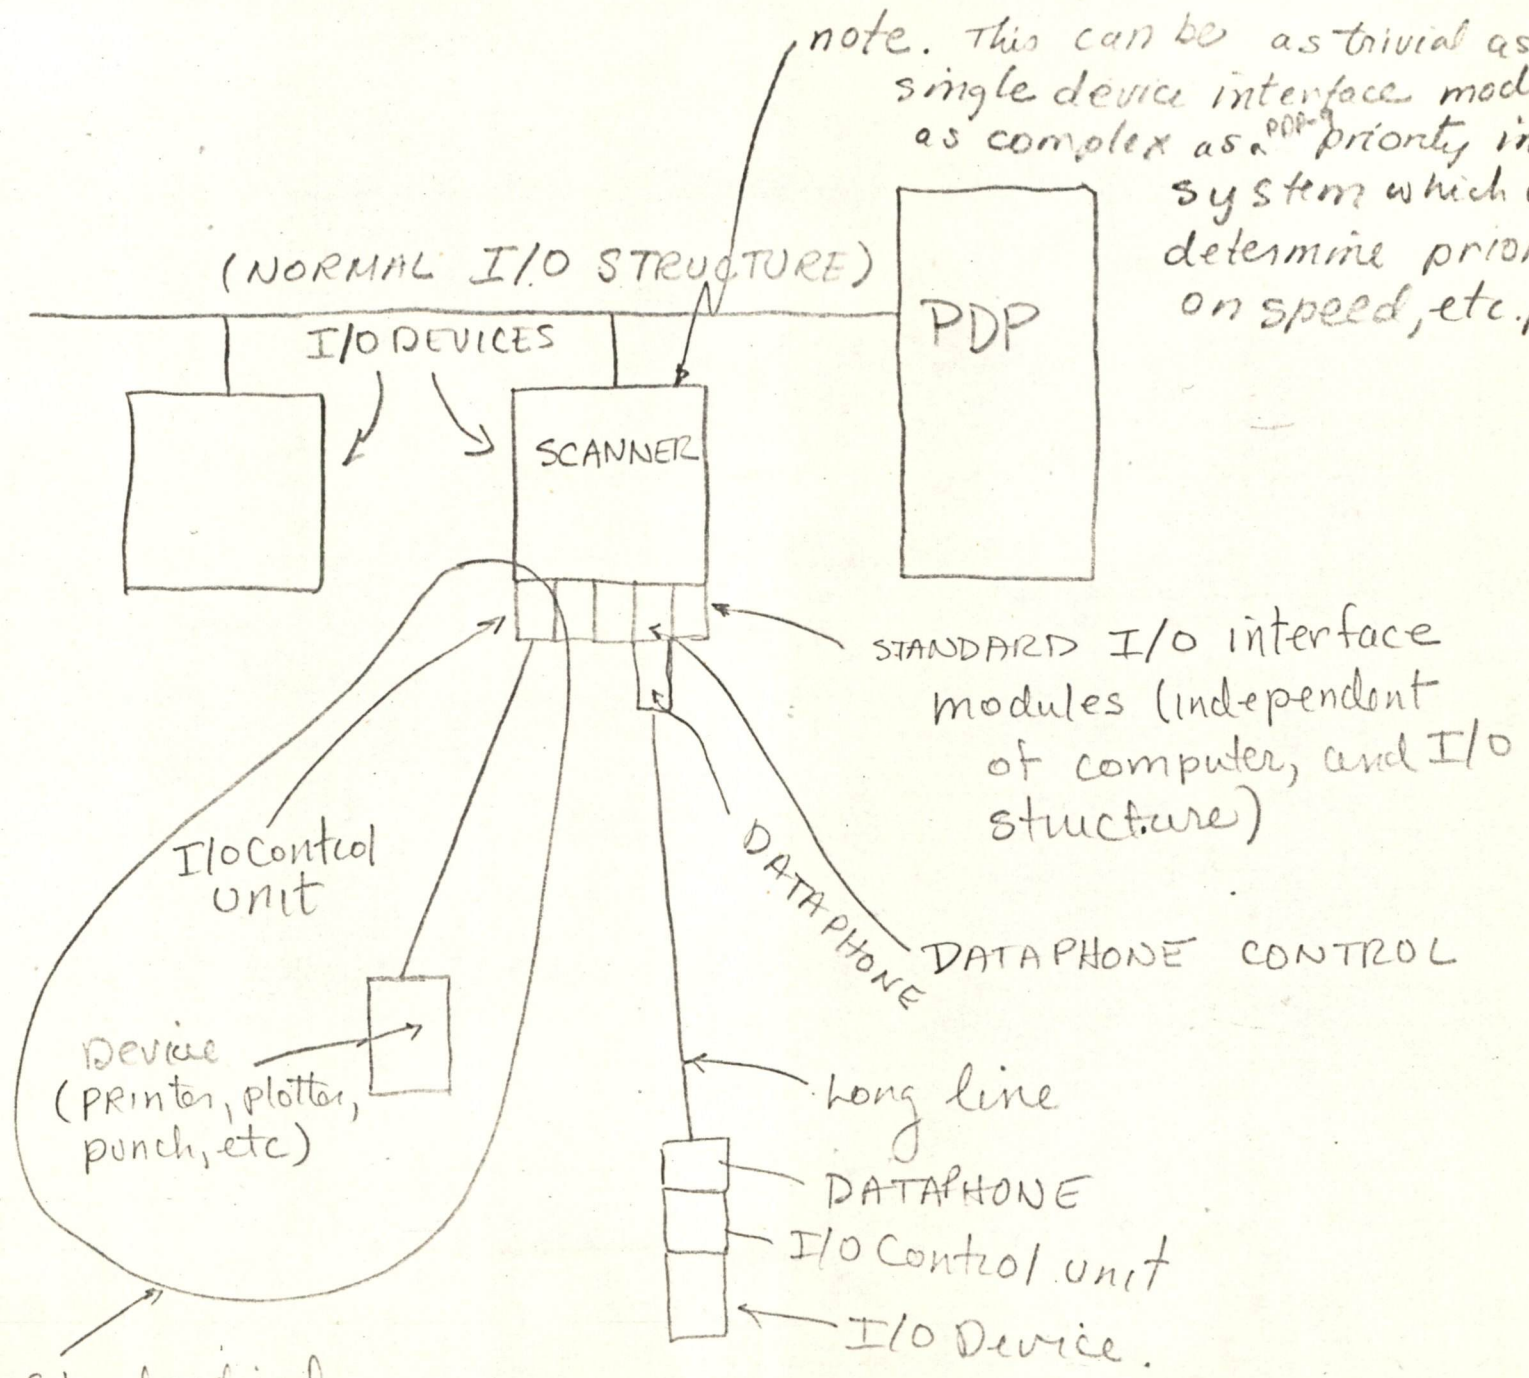 note. This can be as trivial as
single device interface mod
as complex as a PDP-9 priority in
system which
determine prior
on speed, etc.
(NORMAL I/O STRUCTURE)
PDP
I/O DEVICES
SCANNER
STANDARD I/O interface
modules (independent
of computer, and I/O
structure)
I/O Control
unit
DATAPHONE
DATAPHONE CONTROL
Device
(printer, plotter,
punch, etc)
Long line
DATAPHONE
I/O Control unit
I/O Device.